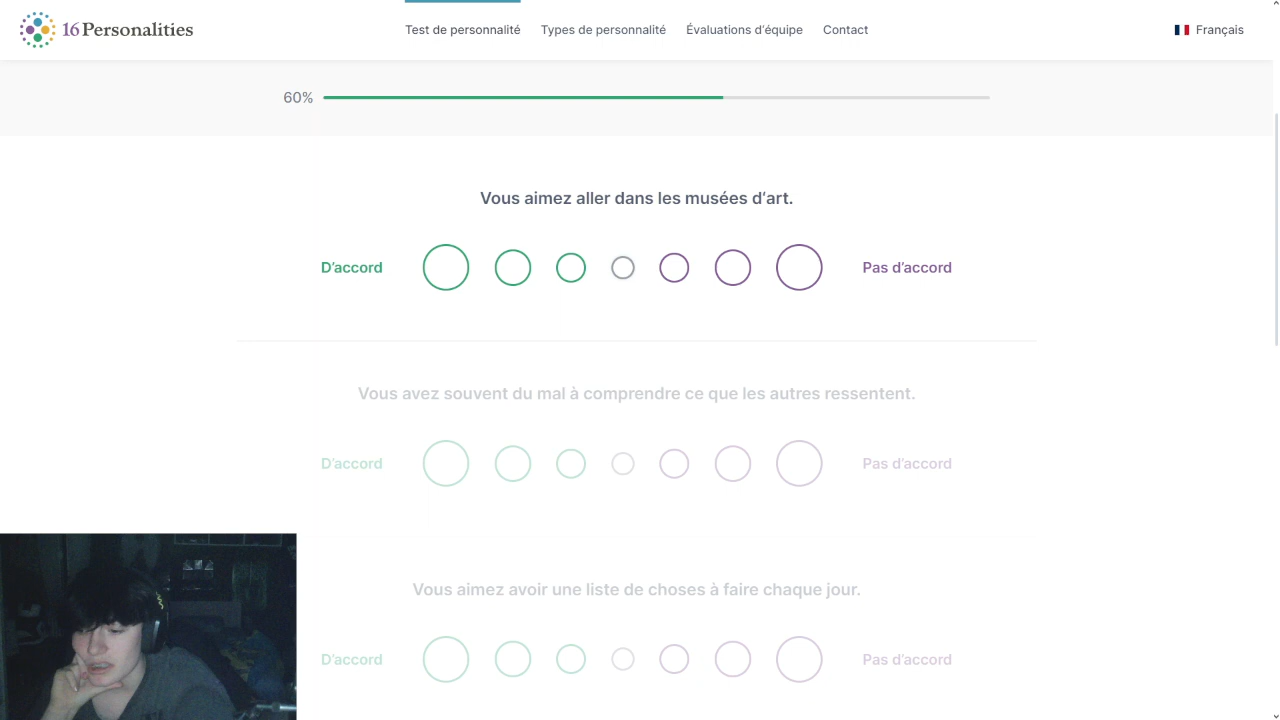 16Personalities
Test de personnalité
Types de personnalité
Évaluations d’équipe
Contact
Français
60%
Vous aimez aller dans les musées d‘art.
D’accord
Pas d’accord
Vous avez souvent du mal à comprendre ce que les autres ressentent.
D’accord
Pas d’accord
Vous aimez avoir une liste de choses à faire chaque jour.
D’accord
Pas d’accord